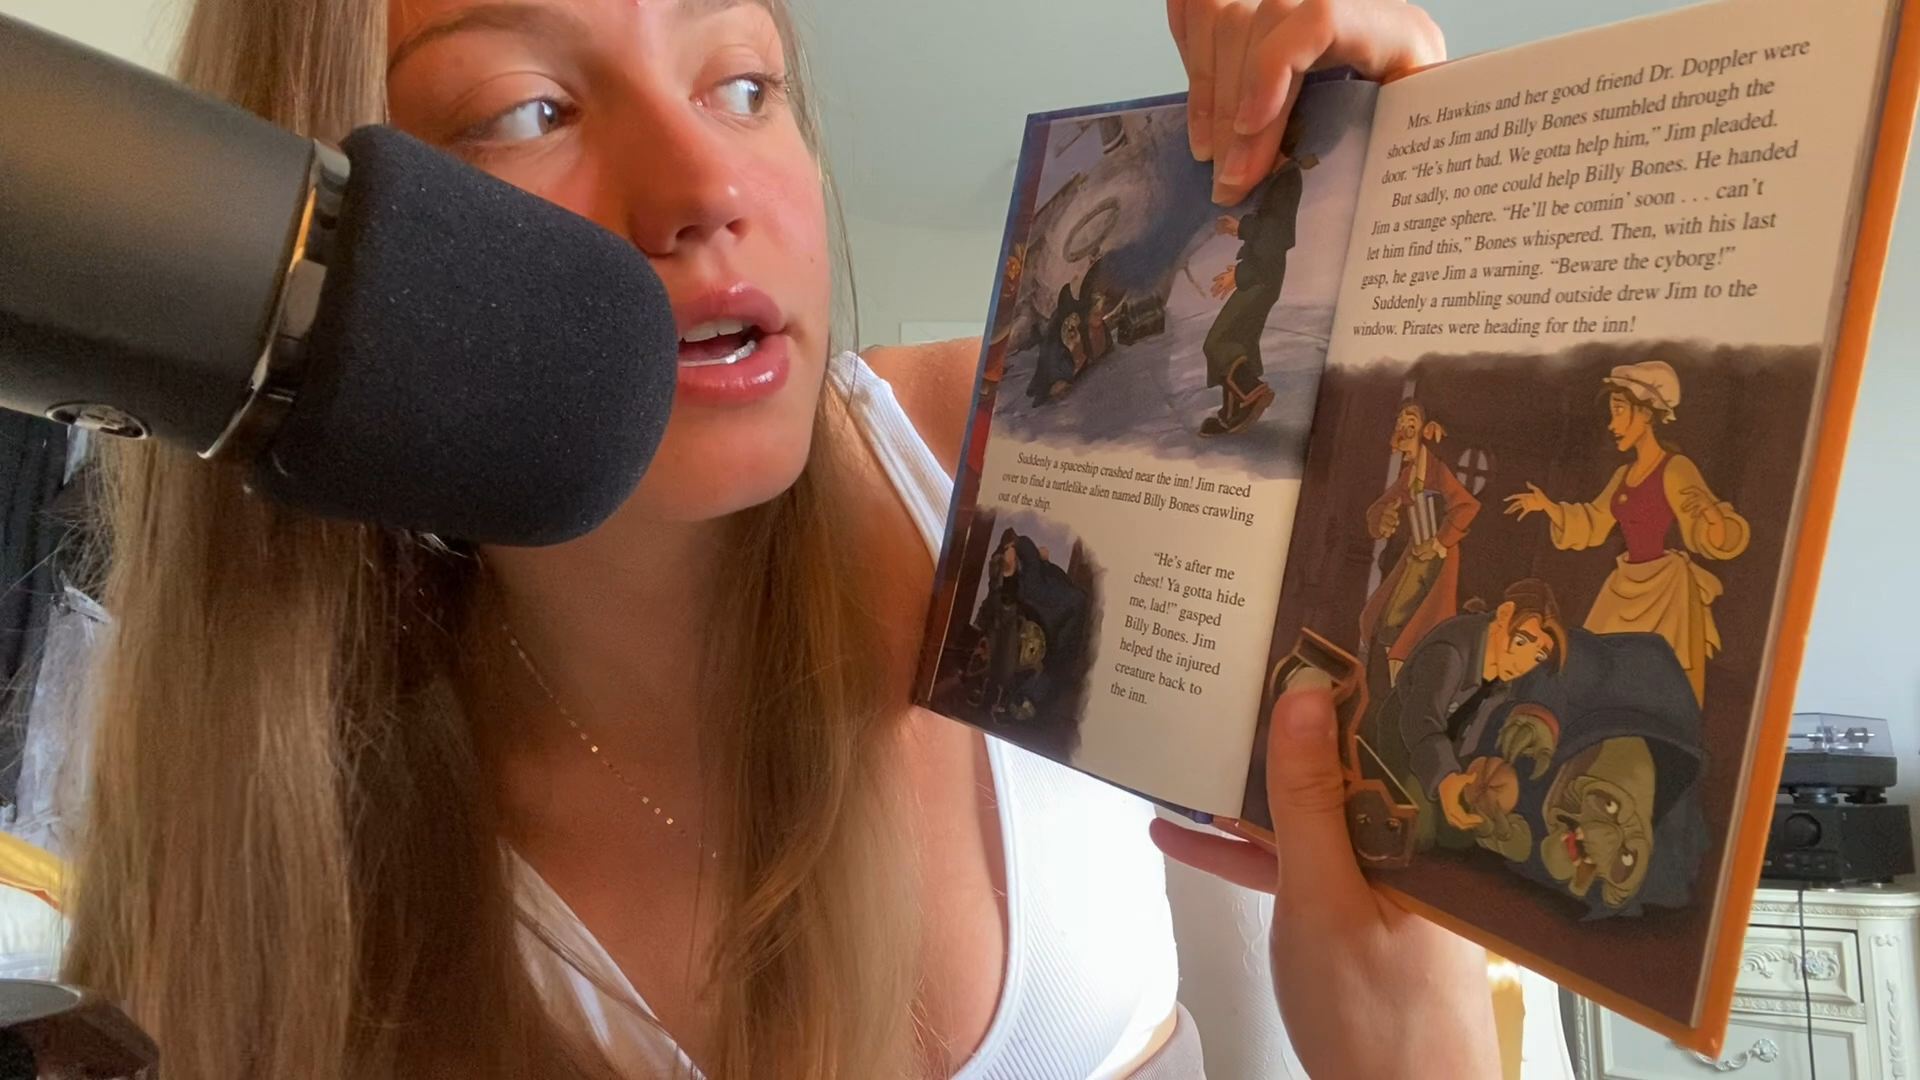 Suddenly a spaceship crashed near the inn! Jim raced
over to find a turtlelike alien named Billy Bones crawling
out of the ship.
“He’s after me
chest! Ya gotta hide
me, lad!” gasped
Billy Bones. Jim
helped the injured
creature back to
the inn.
Mrs. Hawkins and her good friend Dr. Doppler were
shocked as Jim and Billy Bones stumbled through the
door. “He’s hurt bad. We gotta help him,” Jim pleaded.
But sadly, no one could help Billy Bones. He handed
Jim a strange sphere. “He’ll be comin’ soon . . . can’t
let him find this,” Bones whispered. Then, with his last
gasp, he gave Jim a warning. “Beware the cyborg!”
Suddenly a rumbling sound outside drew Jim to the
window. Pirates were heading for the inn!